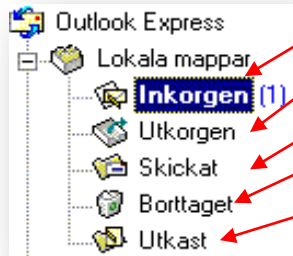 Outlook Express
Lokala mappar
Inkorgen (1)
Utkorgen
Skickat
Borttaget
Utkast